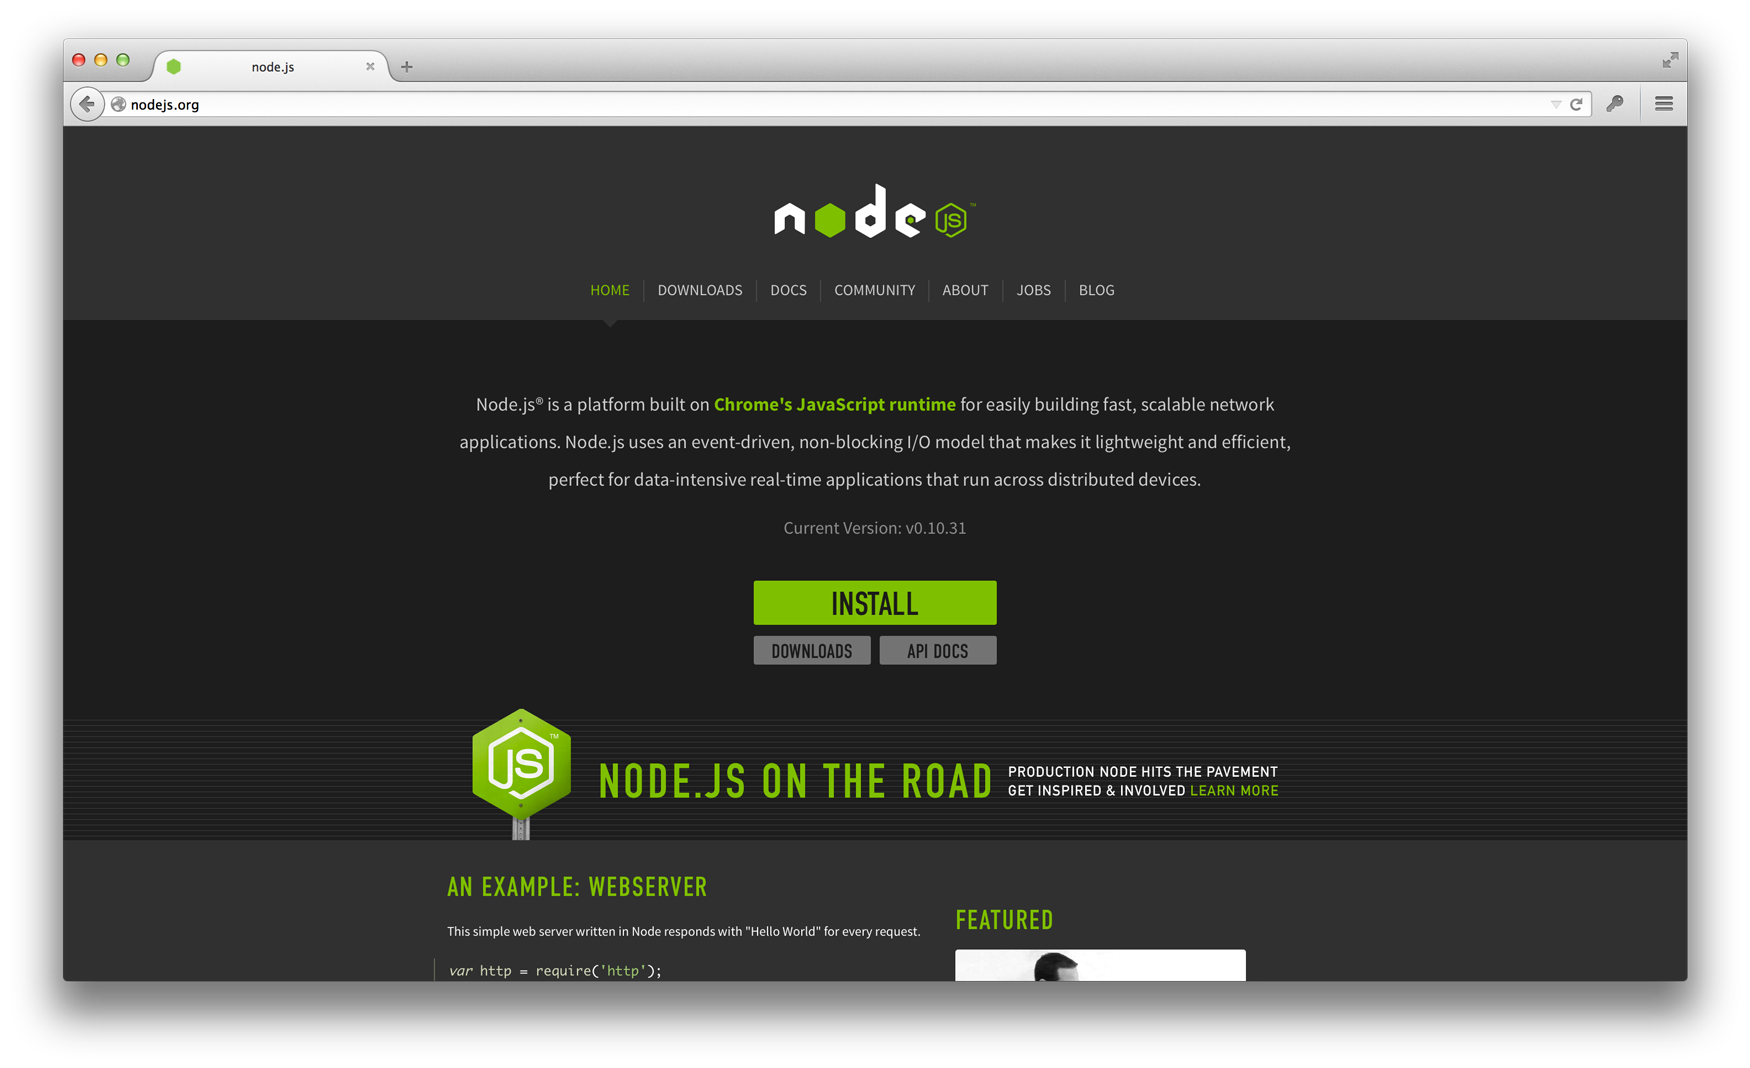 node.js
nodejs.org
node JS ™
HOME DOWNLOADS DOCS COMMUNITY ABOUT JOBS BLOG
Node.js® is a platform built on Chrome's JavaScript runtime for easily building fast, scalable network
applications. Node.js uses an event-driven, non-blocking I/O model that makes it lightweight and efficient,
perfect for data-intensive real-time applications that run across distributed devices.
Current Version: v0.10.31
INSTALL
DOWNLOADS API DOCS
JS ™
NODE.JS ON THE ROAD
PRODUCTION NODE HITS THE PAVEMENT
GET INSPIRED & INVOLVED LEARN MORE
AN EXAMPLE: WEBSERVER
This simple web server written in Node responds with "Hello World" for every request.
var http = require('http');
FEATURED